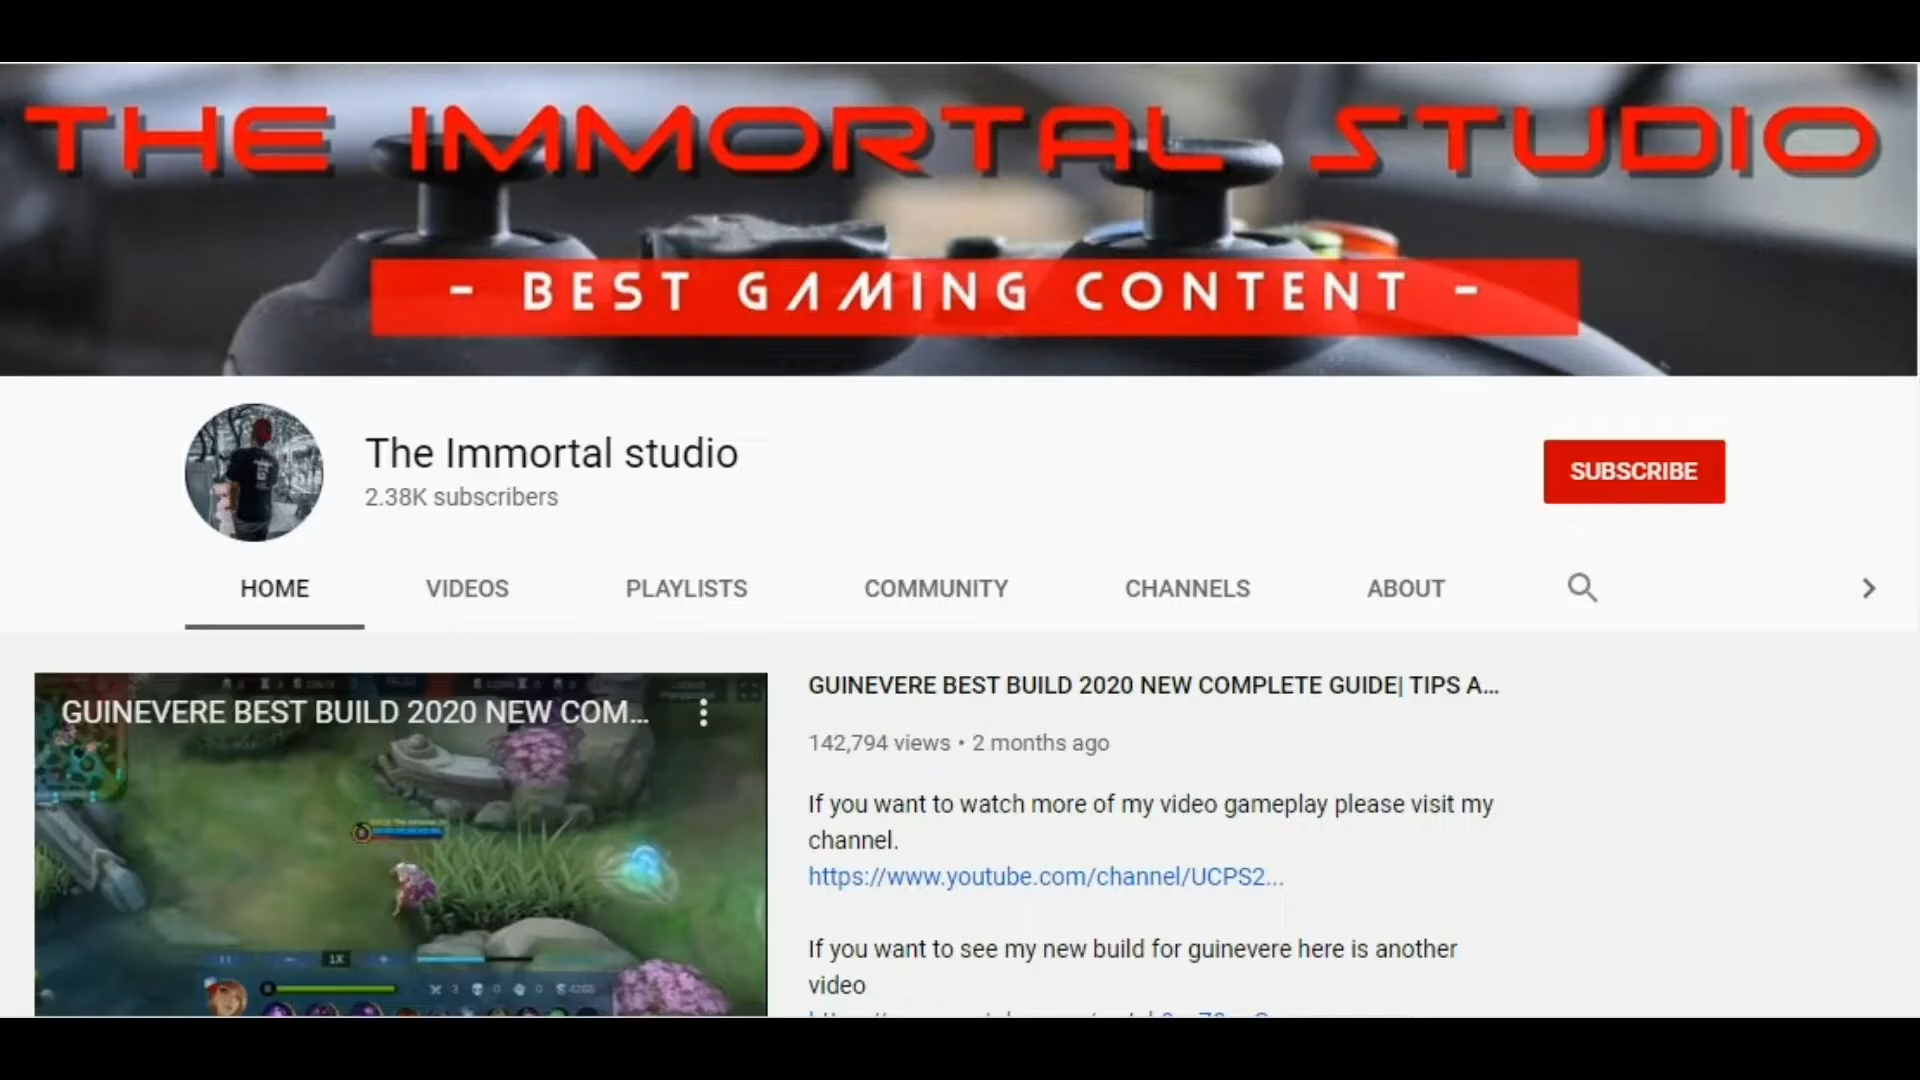 THE IMMORTAL STUDIO
- BEST GAMING CONTENT -
The Immortal studio
2.38K subscribers
SUBSCRIBE
HOME VIDEOS PLAYLISTS COMMUNITY CHANNELS ABOUT
GUINEVERE BEST BUILD 2020 NEW COM...
1X
GUINEVERE BEST BUILD 2020 NEW COMPLETE GUIDE| TIPS A...
142,794 views • 2 months ago
If you want to watch more of my video gameplay please visit my
channel.
https://www.youtube.com/channel/UCPS2...
If you want to see my new build for guinevere here is another
video